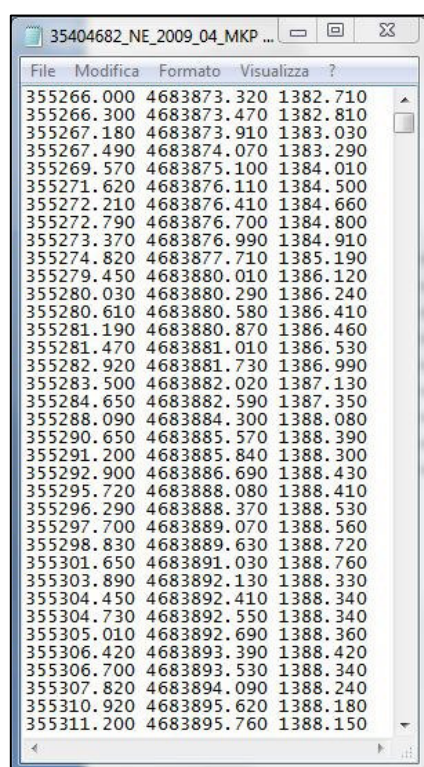 35404682_NE_2009_04_MKP ...
File Modifica Formato Visualizza ?
355266.000 4683873.320 1382.710
355266.300 4683873.470 1382.810
355267.180 4683873.910 1383.030
355267.490 4683874.070 1383.290
355269.570 4683875.100 1384.010
355271.620 4683876.110 1384.500
355272.210 4683876.410 1384.660
355272.790 4683876.700 1384.800
355273.370 4683876.990 1384.910
355274.820 4683877.710 1385.190
355279.450 4683880.010 1386.120
355280.030 4683880.290 1386.240
355280.610 4683880.580 1386.410
355281.190 4683880.870 1386.460
355281.470 4683881.010 1386.530
355282.920 4683881.730 1386.990
355283.500 4683882.020 1387.130
355284.650 4683882.590 1387.350
355288.090 4683884.300 1388.080
355290.650 4683885.570 1388.390
355291.200 4683885.840 1388.300
355292.900 4683886.690 1388.430
355295.720 4683888.080 1388.410
355296.290 4683888.370 1388.530
355297.700 4683889.070 1388.560
355298.830 4683889.630 1388.720
355301.650 4683891.030 1388.760
355303.890 4683892.130 1388.330
355304.450 4683892.410 1388.340
355304.730 4683892.550 1388.340
355305.010 4683892.690 1388.360
355306.420 4683893.390 1388.420
355306.700 4683893.530 1388.340
355307.820 4683894.090 1388.240
355310.920 4683895.620 1388.180
355311.200 4683895.760 1388.150